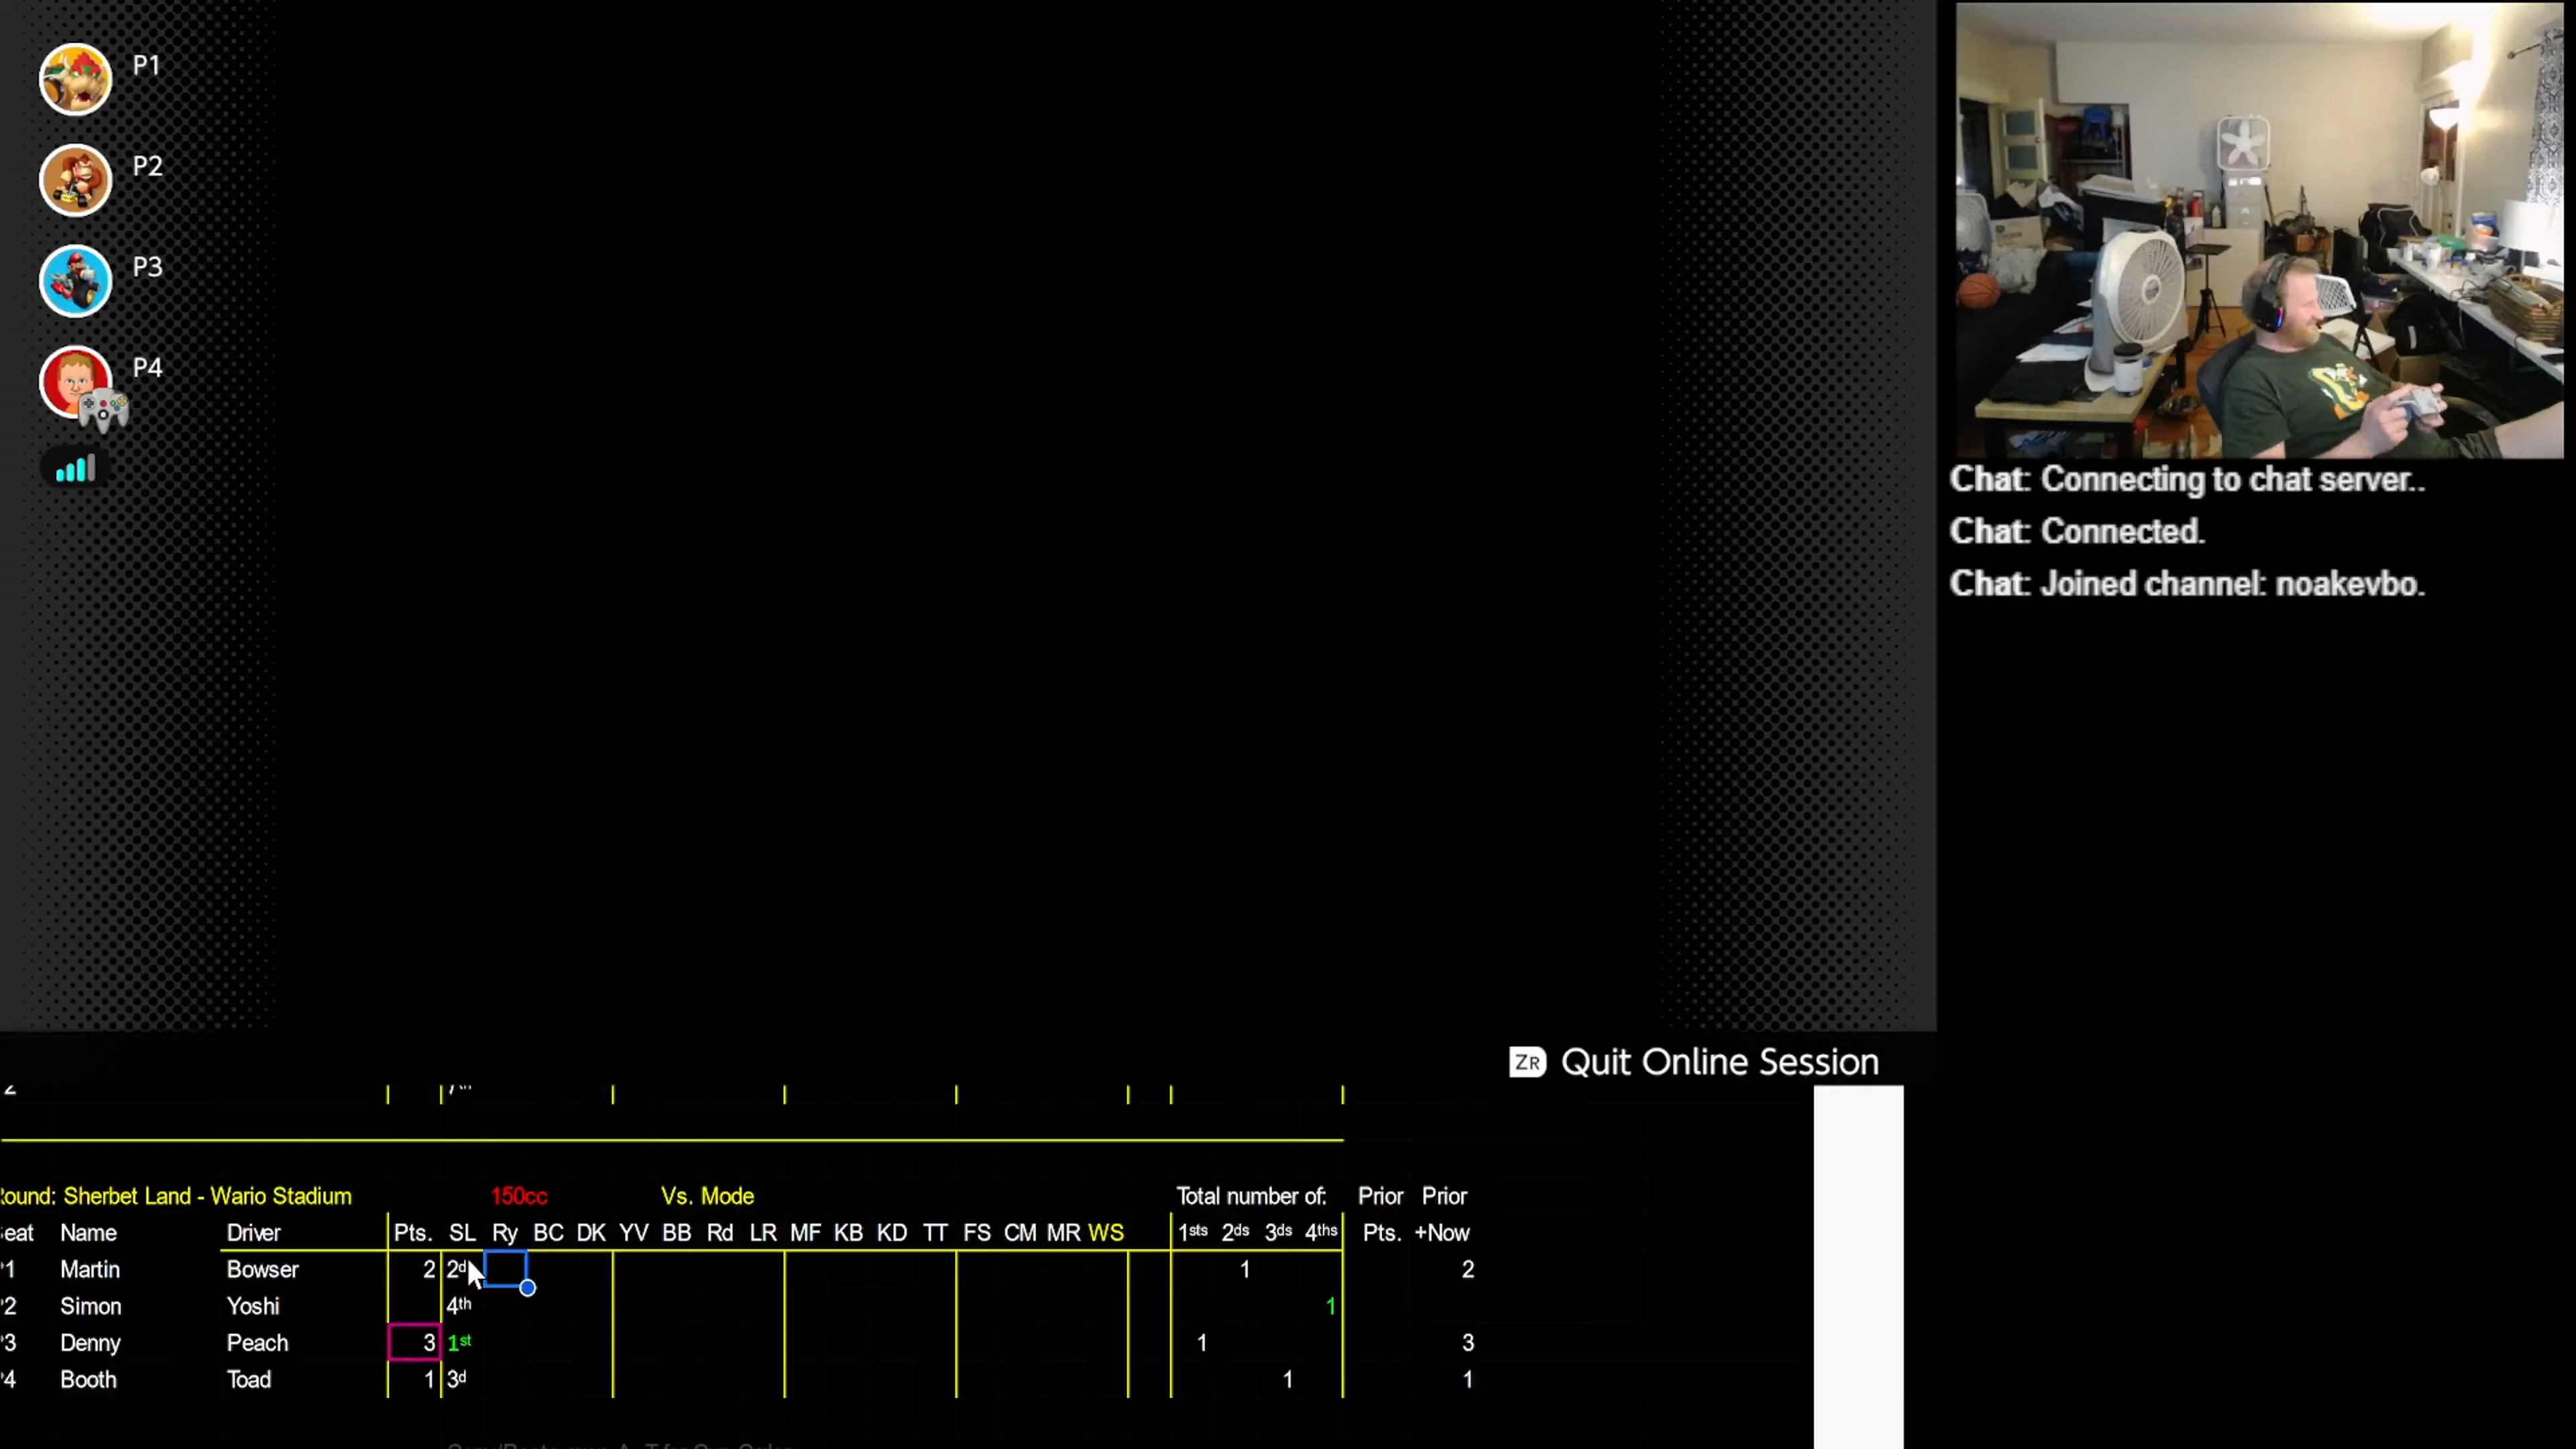 P1
P2
P3
P4
Chat: Connecting to chat server..
Chat: Connected.
Chat: Joined channel: noakevbo.
ZR Quit Online Session
Round: Sherbet Land - Wario Stadium 150cc Vs. Mode Total number of: Prior Prior
Seat Name Driver Pts. SL Ry BC DK YV BB Rd LR MF KB KD TT FS CM MR WS 1sts 2ds 3ds 4ths Pts. +Now
P1 Martin Bowser 2 2d 1 2
P2 Simon Yoshi 4th 1
P3 Denny Peach 3 1st 1 3
P4 Booth Toad 1 3d 1 1